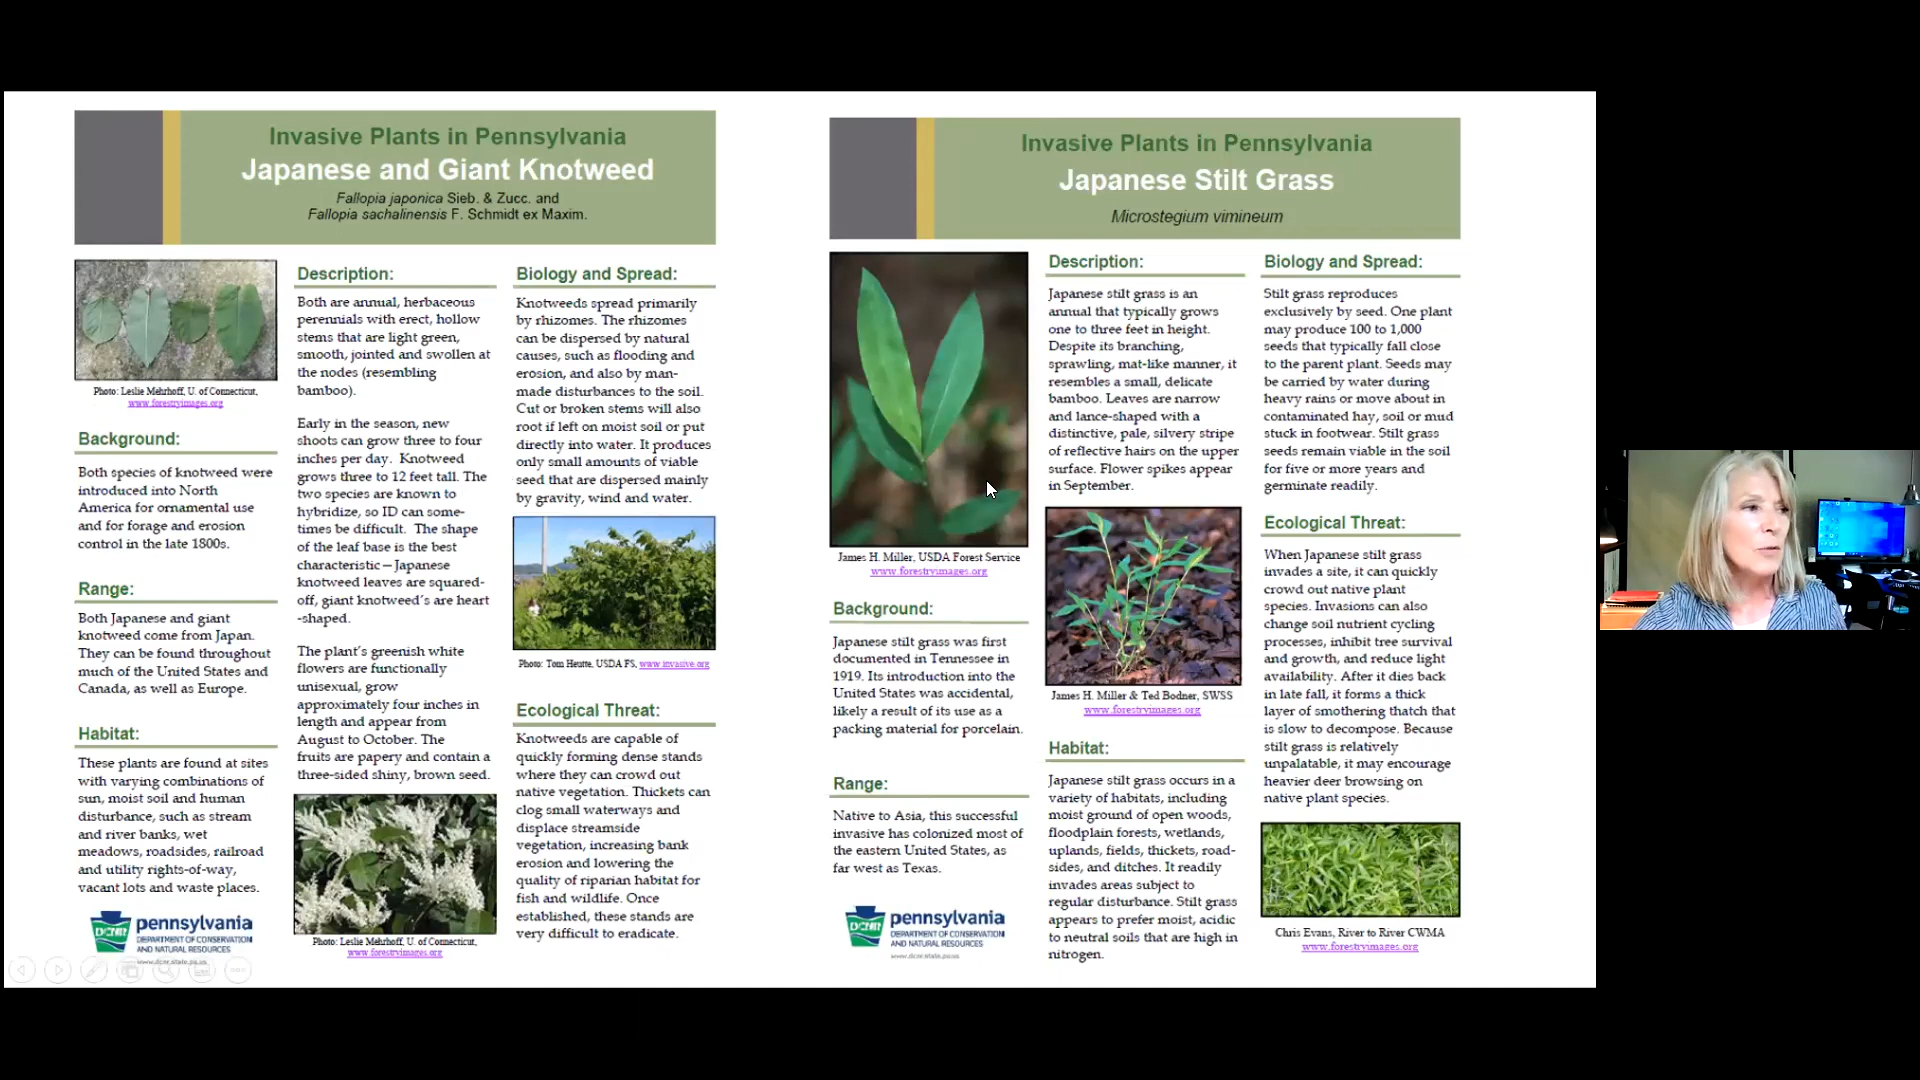 Invasive Plants in Pennsylvania
Japanese and Giant Knotweed
Fallopia japonica Sieb. & Zucc. and
Fallopia sachalinensis F. Schmidt ex Maxim.
Photo: Leslie Mehrhoff, U. of Connecticut,
www.forestryimages.org
Background:
Both species of knotweed were
introduced into North
America for ornamental use
and for forage and erosion
control in the late 1800s.
Range:
Both Japanese and giant
knotweed come from Japan.
They can be found throughout
much of the United States and
Canada, as well as Europe.
Habitat:
These plants are found at sites
with varying combinations of
sun, moist soil and human
disturbance, such as stream
and river banks, wet
meadows, roadsides, railroad
and utility rights-of-way,
vacant lots and waste places.
DCNR
pennsylvania
DEPARTMENT OF CONSERVATION
AND NATURAL RESOURCES
www.dcnr.state.pa.us
Description:
Both are annual, herbaceous
perennials with erect, hollow
stems that are light green,
smooth, jointed and swollen at
the nodes (resembling
bamboo).
Early in the season, new
shoots can grow three to four
inches per day. Knotweed
grows three to 12 feet tall. The
two species are known to
hybridize, so ID can some-
times be difficult. The shape
of the leaf base is the best
characteristic—Japanese
knotweed leaves are squared-
off, giant knotweed's are heart
-shaped.
The plant's greenish white
flowers are functionally
unisexual, grow
approximately four inches in
length and appear from
August to October. The
fruits are papery and contain a
three-sided shiny, brown seed.
Photo: Leslie Mehrhoff, U. of Connecticut,
www.forestryimages.org
Biology and Spread:
Knotweeds spread primarily
by rhizomes. The rhizomes
can be dispersed by natural
causes, such as flooding and
erosion, and also by man-
made disturbances to the soil.
Cut or broken stems will also
root if left on moist soil or put
directly into water. It produces
only small amounts of viable
seed that are dispersed mainly
by gravity, wind and water.
Photo: Tom Heutte, USDA FS, www.invasive.org
Ecological Threat:
Knotweeds are capable of
quickly forming dense stands
where they can crowd out
native vegetation. Thickets can
clog small waterways and
displace streamside
vegetation, increasing bank
erosion and lowering the
quality of riparian habitat for
fish and wildlife. Once
established, these stands are
very difficult to eradicate.
Invasive Plants in Pennsylvania
Japanese Stilt Grass
Microstegium vimineum
James H. Miller, USDA Forest Service
www.forestryimages.org
Background:
Japanese stilt grass was first
documented in Tennessee in
1919. Its introduction into the
United States was accidental,
likely a result of its use as a
packing material for porcelain.
Range:
Native to Asia, this successful
invasive has colonized most of
the eastern United States, as
far west as Texas.
DCNR
pennsylvania
DEPARTMENT OF CONSERVATION
AND NATURAL RESOURCES
www.dcnr.state.pa.us
Description:
Japanese stilt grass is an
annual that typically grows
one to three feet in height.
Despite its branching,
sprawling, mat-like manner, it
resembles a small, delicate
bamboo. Leaves are narrow
and lance-shaped with a
distinctive, pale, silvery stripe
of reflective hairs on the upper
surface. Flower spikes appear
in September.
James H. Miller & Ted Bodner, SWSS
www.forestryimages.org
Habitat:
Japanese stilt grass occurs in a
variety of habitats, including
moist ground of open woods,
floodplain forests, wetlands,
uplands, fields, thickets, road-
sides, and ditches. It readily
invades areas subject to
regular disturbance. Stilt grass
appears to prefer moist, acidic
to neutral soils that are high in
nitrogen.
Biology and Spread:
Stilt grass reproduces
exclusively by seed. One plant
may produce 100 to 1,000
seeds that typically fall close
to the parent plant. Seeds may
be carried by water during
heavy rains or move about in
contaminated hay, soil or mud
stuck in footwear. Stilt grass
seeds remain viable in the soil
for five or more years and
germinate readily.
Ecological Threat:
When Japanese stilt grass
invades a site, it can quickly
crowd out native plant
species. Invasions can also
change soil nutrient cycling
processes, inhibit tree survival
and growth, and reduce light
availability. After it dies back
in late fall, it forms a thick
layer of smothering thatch that
is slow to decompose. Because
stilt grass is relatively
unpalatable, it may encourage
heavier deer browsing on
native plant species.
Chris Evans, River to River CWMA
www.forestryimages.org